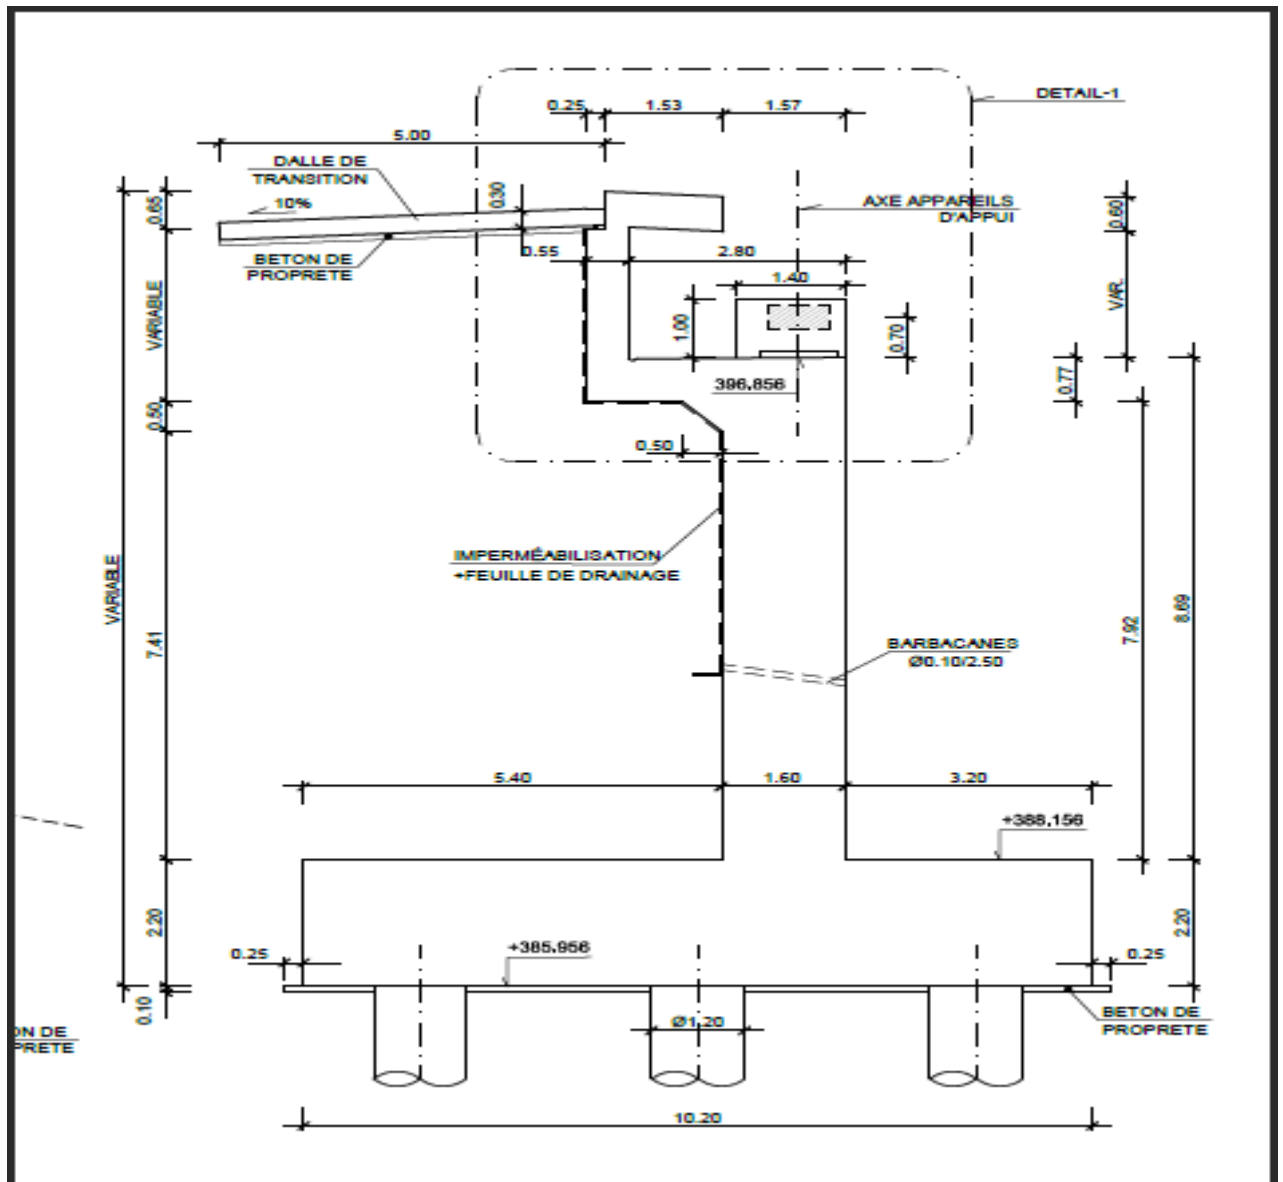 DETAIL-1
0.25
1.53
1.57
5.00
DALLE DE
TRANSITION
10%
0.30
0.65
AXE APPAREILS
D'APPUI
0.60
BETON DE
PROPRETE
0.55
2.80
1.40
VARIABLE
VAR.
1.00
0.70
0.77
396.856
0.50
0.50
IMPERMÉABILISATION
+FEUILLE DE DRAINAGE
VARIABLE
7.41
7.92
8.69
BARBACANES
Ø0.10/2.50
5.40
1.60
3.20
+388.156
2.20
2.20
0.25
+385.956
0.25
0.10
ON DE
PRETE
Ø1.20
BETON DE
PROPRETE
10.20